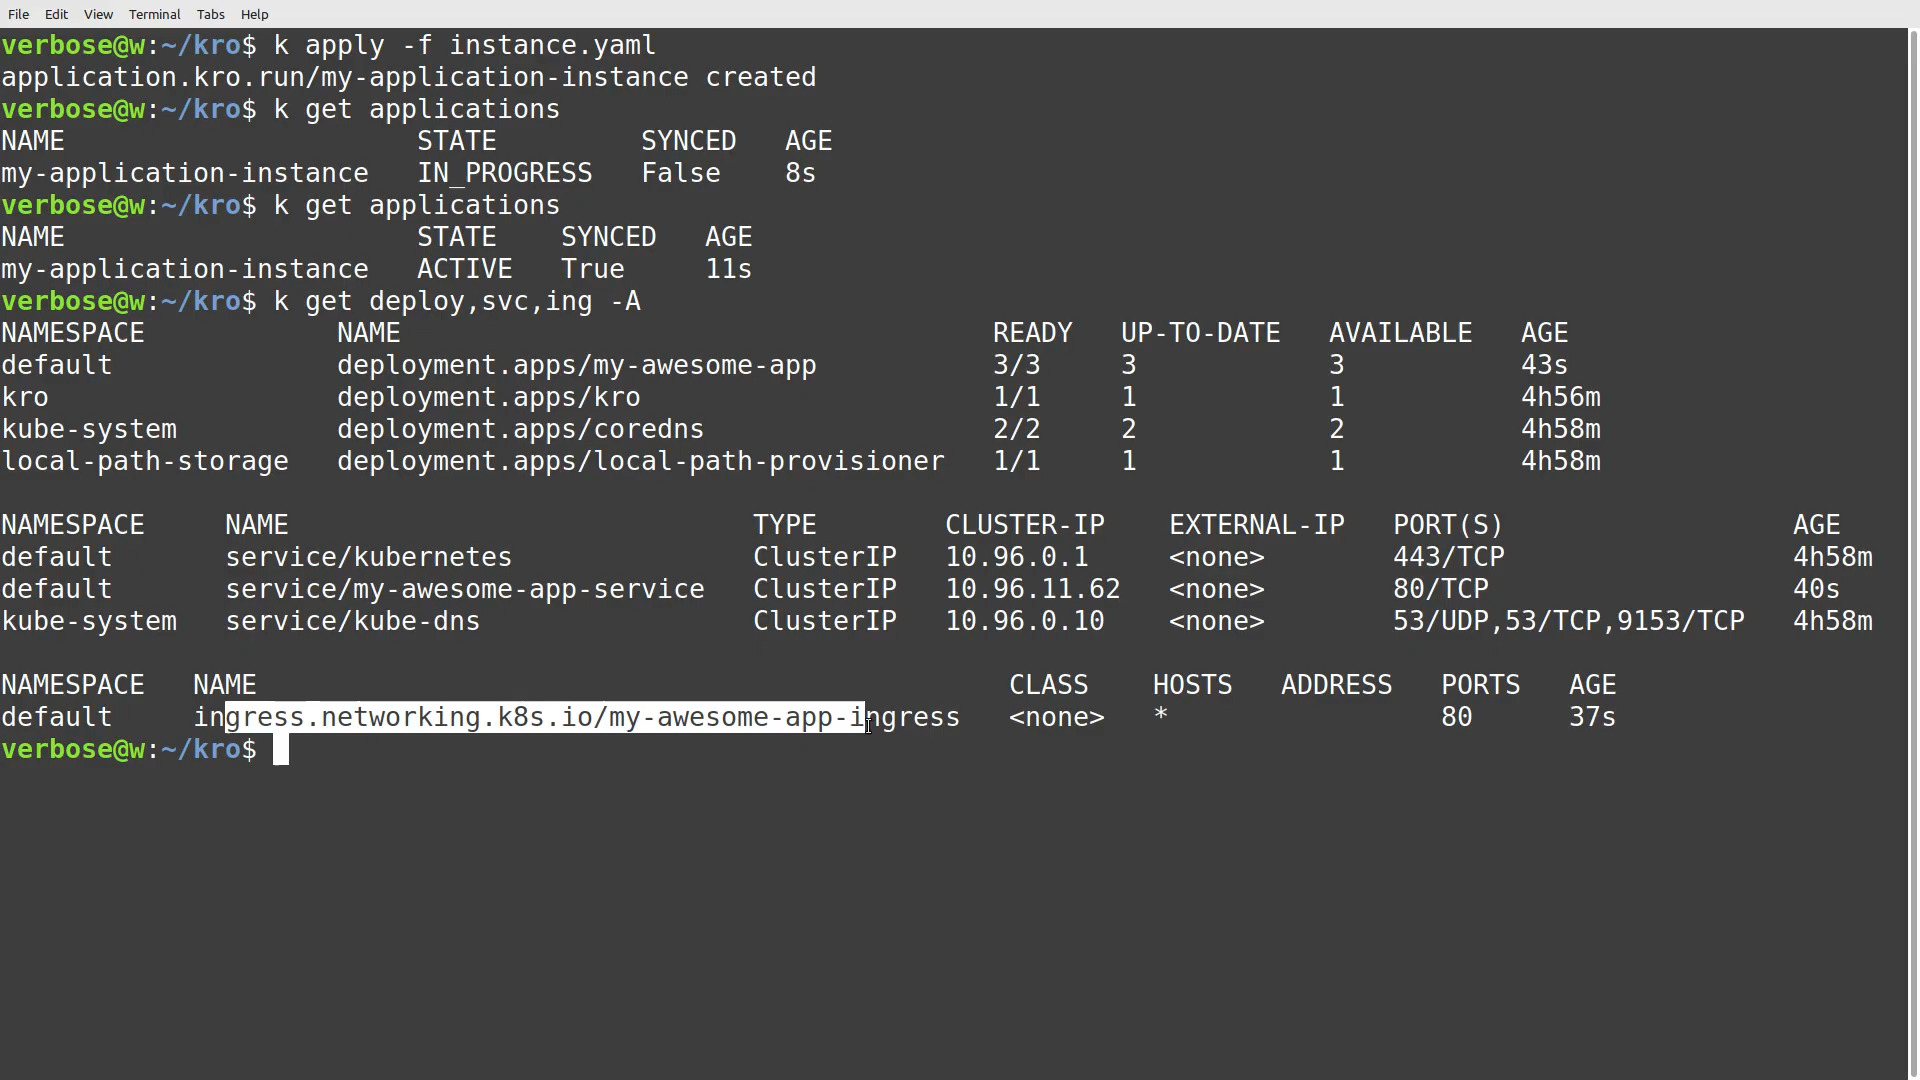 File Edit View Terminal Tabs Help
verbose@w:~/kro$ k apply -f instance.yaml
application.kro.run/my-application-instance created
verbose@w:~/kro$ k get applications
NAME STATE SYNCED AGE
my-application-instance IN_PROGRESS False 8s
verbose@w:~/kro$ k get applications
NAME STATE SYNCED AGE
my-application-instance ACTIVE True 11s
verbose@w:~/kro$ k get deploy,svc,ing -A
NAMESPACE NAME READY UP-TO-DATE AVAILABLE AGE
default deployment.apps/my-awesome-app 3/3 3 3 43s
kro deployment.apps/kro 1/1 1 1 4h56m
kube-system deployment.apps/coredns 2/2 2 2 4h58m
local-path-storage deployment.apps/local-path-provisioner 1/1 1 1 4h58m
NAMESPACE NAME TYPE CLUSTER-IP EXTERNAL-IP PORT(S) AGE
default service/kubernetes ClusterIP 10.96.0.1 <none> 443/TCP 4h58m
default service/my-awesome-app-service ClusterIP 10.96.11.62 <none> 80/TCP 40s
kube-system service/kube-dns ClusterIP 10.96.0.10 <none> 53/UDP,53/TCP,9153/TCP 4h58m
NAMESPACE NAME CLASS HOSTS ADDRESS PORTS AGE
default ingress.networking.k8s.io/my-awesome-app-ingress <none> * 80 37s
verbose@w:~/kro$